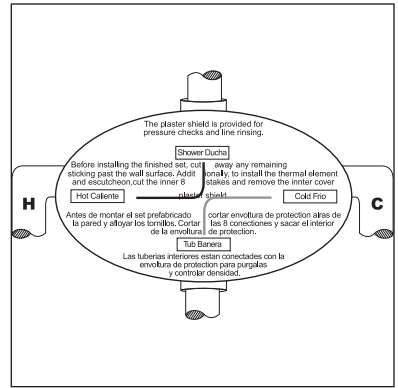 The plaster shield is provided for
pressure checks and line rinsing.
Shower Ducha
Before installing the finished set, cut away any remaining
sticking past the wall surface. Addit ionally, to install the thermal element
and escutcheon,cut the inner 8 stakes and remove the innter cover
Hot Caliente plaster shield Cold Frio
H C
Antes de montar el set prefabricado cortar envoltura de protection alras de
la pared y afloyar los tornillos. Cortar las 8 conectiones y sacar el interior
de la envoltura de protection.
Tub Banera
Las tuberias interiores estan conectadas con la
envoltura de protection para purgalas
y controlar densidad.